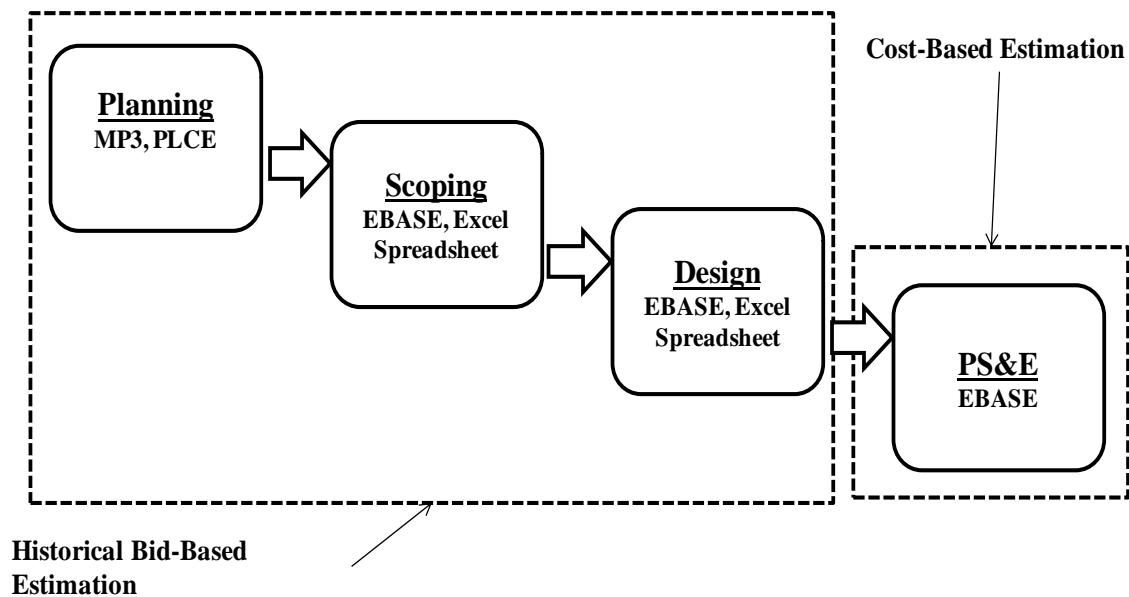 Cost-Based Estimation
Planning
MP3, PLCE
Scoping
EBASE, Excel
Spreadsheet
Design
EBASE, Excel
Spreadsheet
PS&E
EBASE
Historical Bid-Based
Estimation